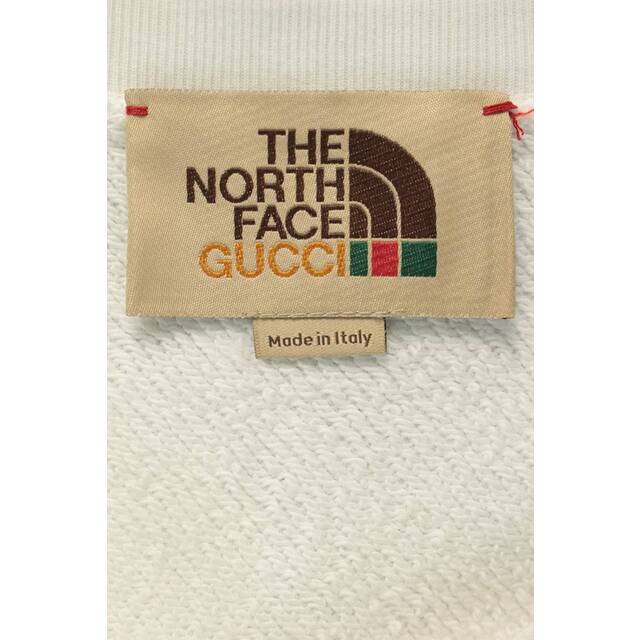 THE
NORTH
FACE
GUCCI
Made in Italy